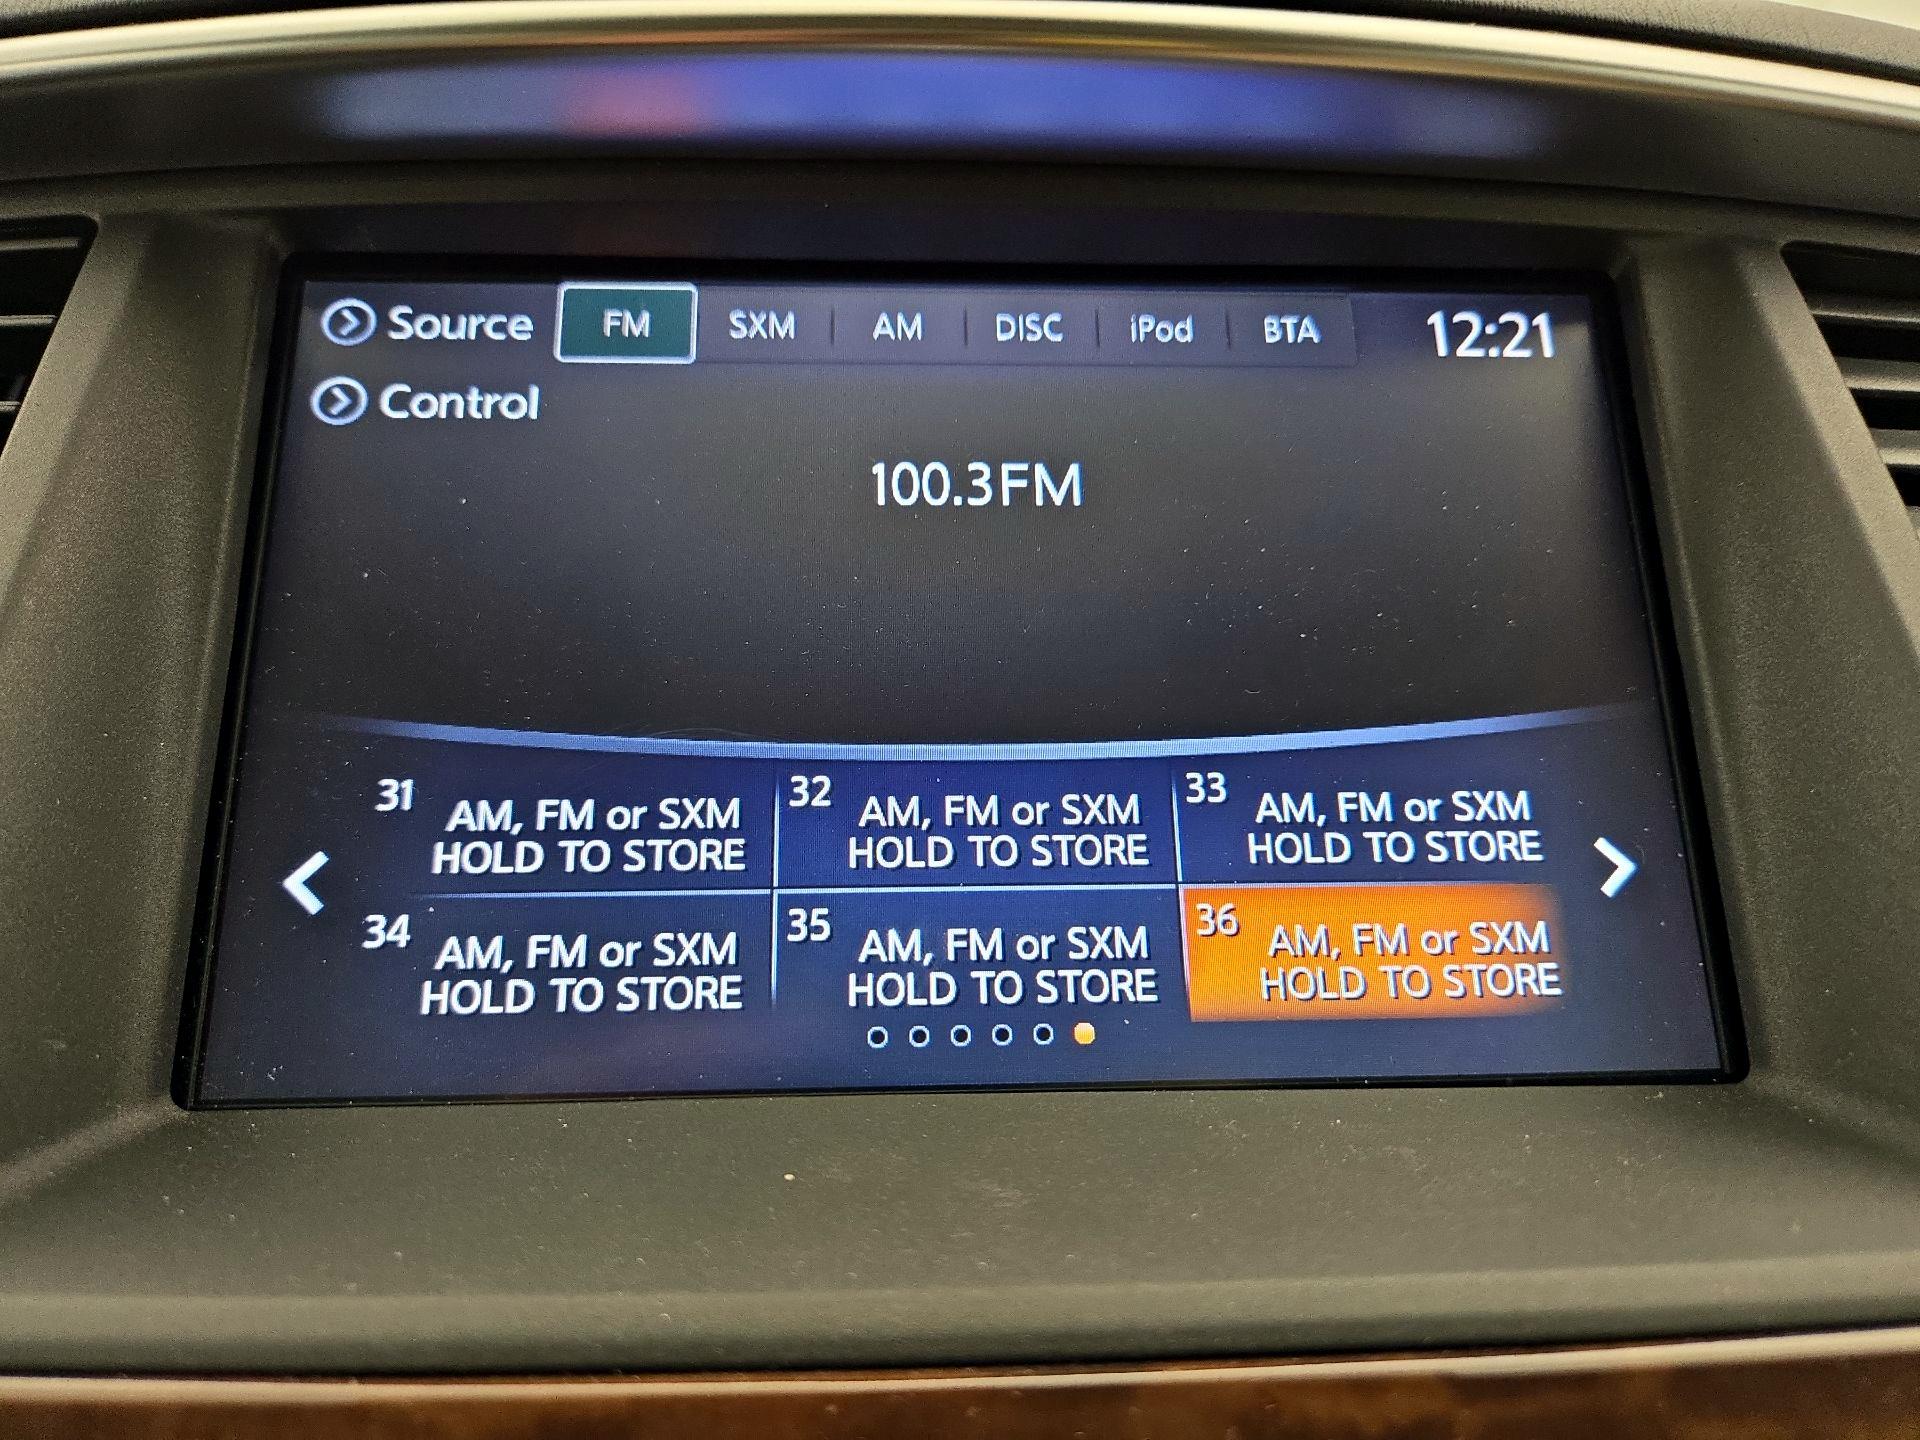 Source FM SXM AM DISC iPod BTA 12:21
Control
100.3FM
31 AM, FM or SXM
HOLD TO STORE
32 AM, FM or SXM
HOLD TO STORE
33 AM, FM or SXM
HOLD TO STORE
34 AM, FM or SXM
HOLD TO STORE
35 AM, FM or SXM
HOLD TO STORE
36 AM, FM or SXM
HOLD TO STORE